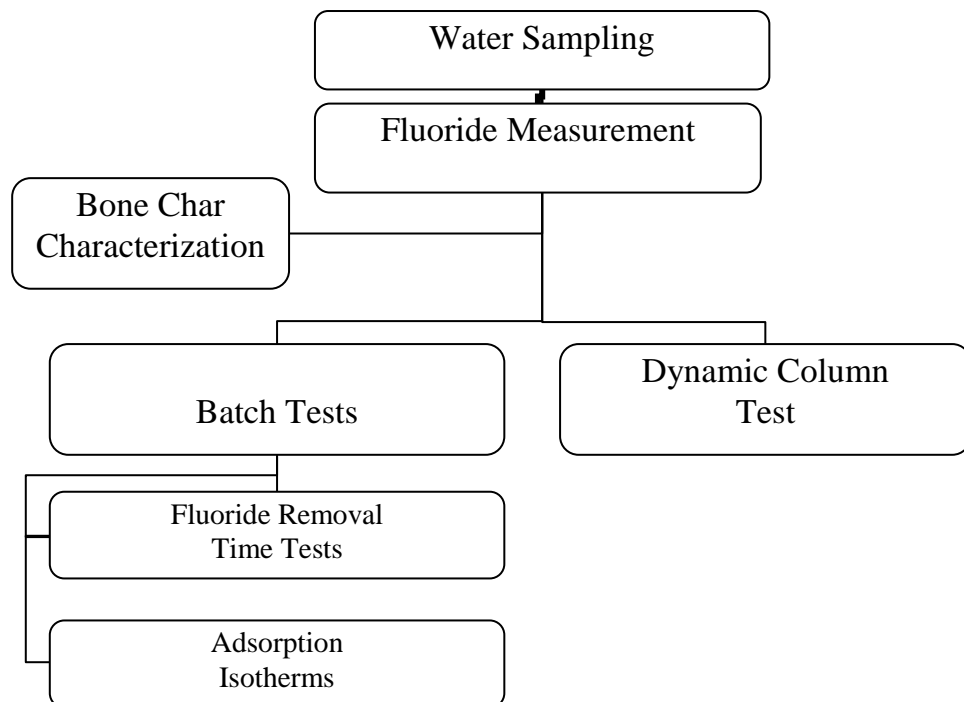 Water Sampling
Fluoride Measurement
Bone Char
Characterization
Batch Tests
Dynamic Column
Test
Fluoride Removal
Time Tests
Adsorption
Isotherms